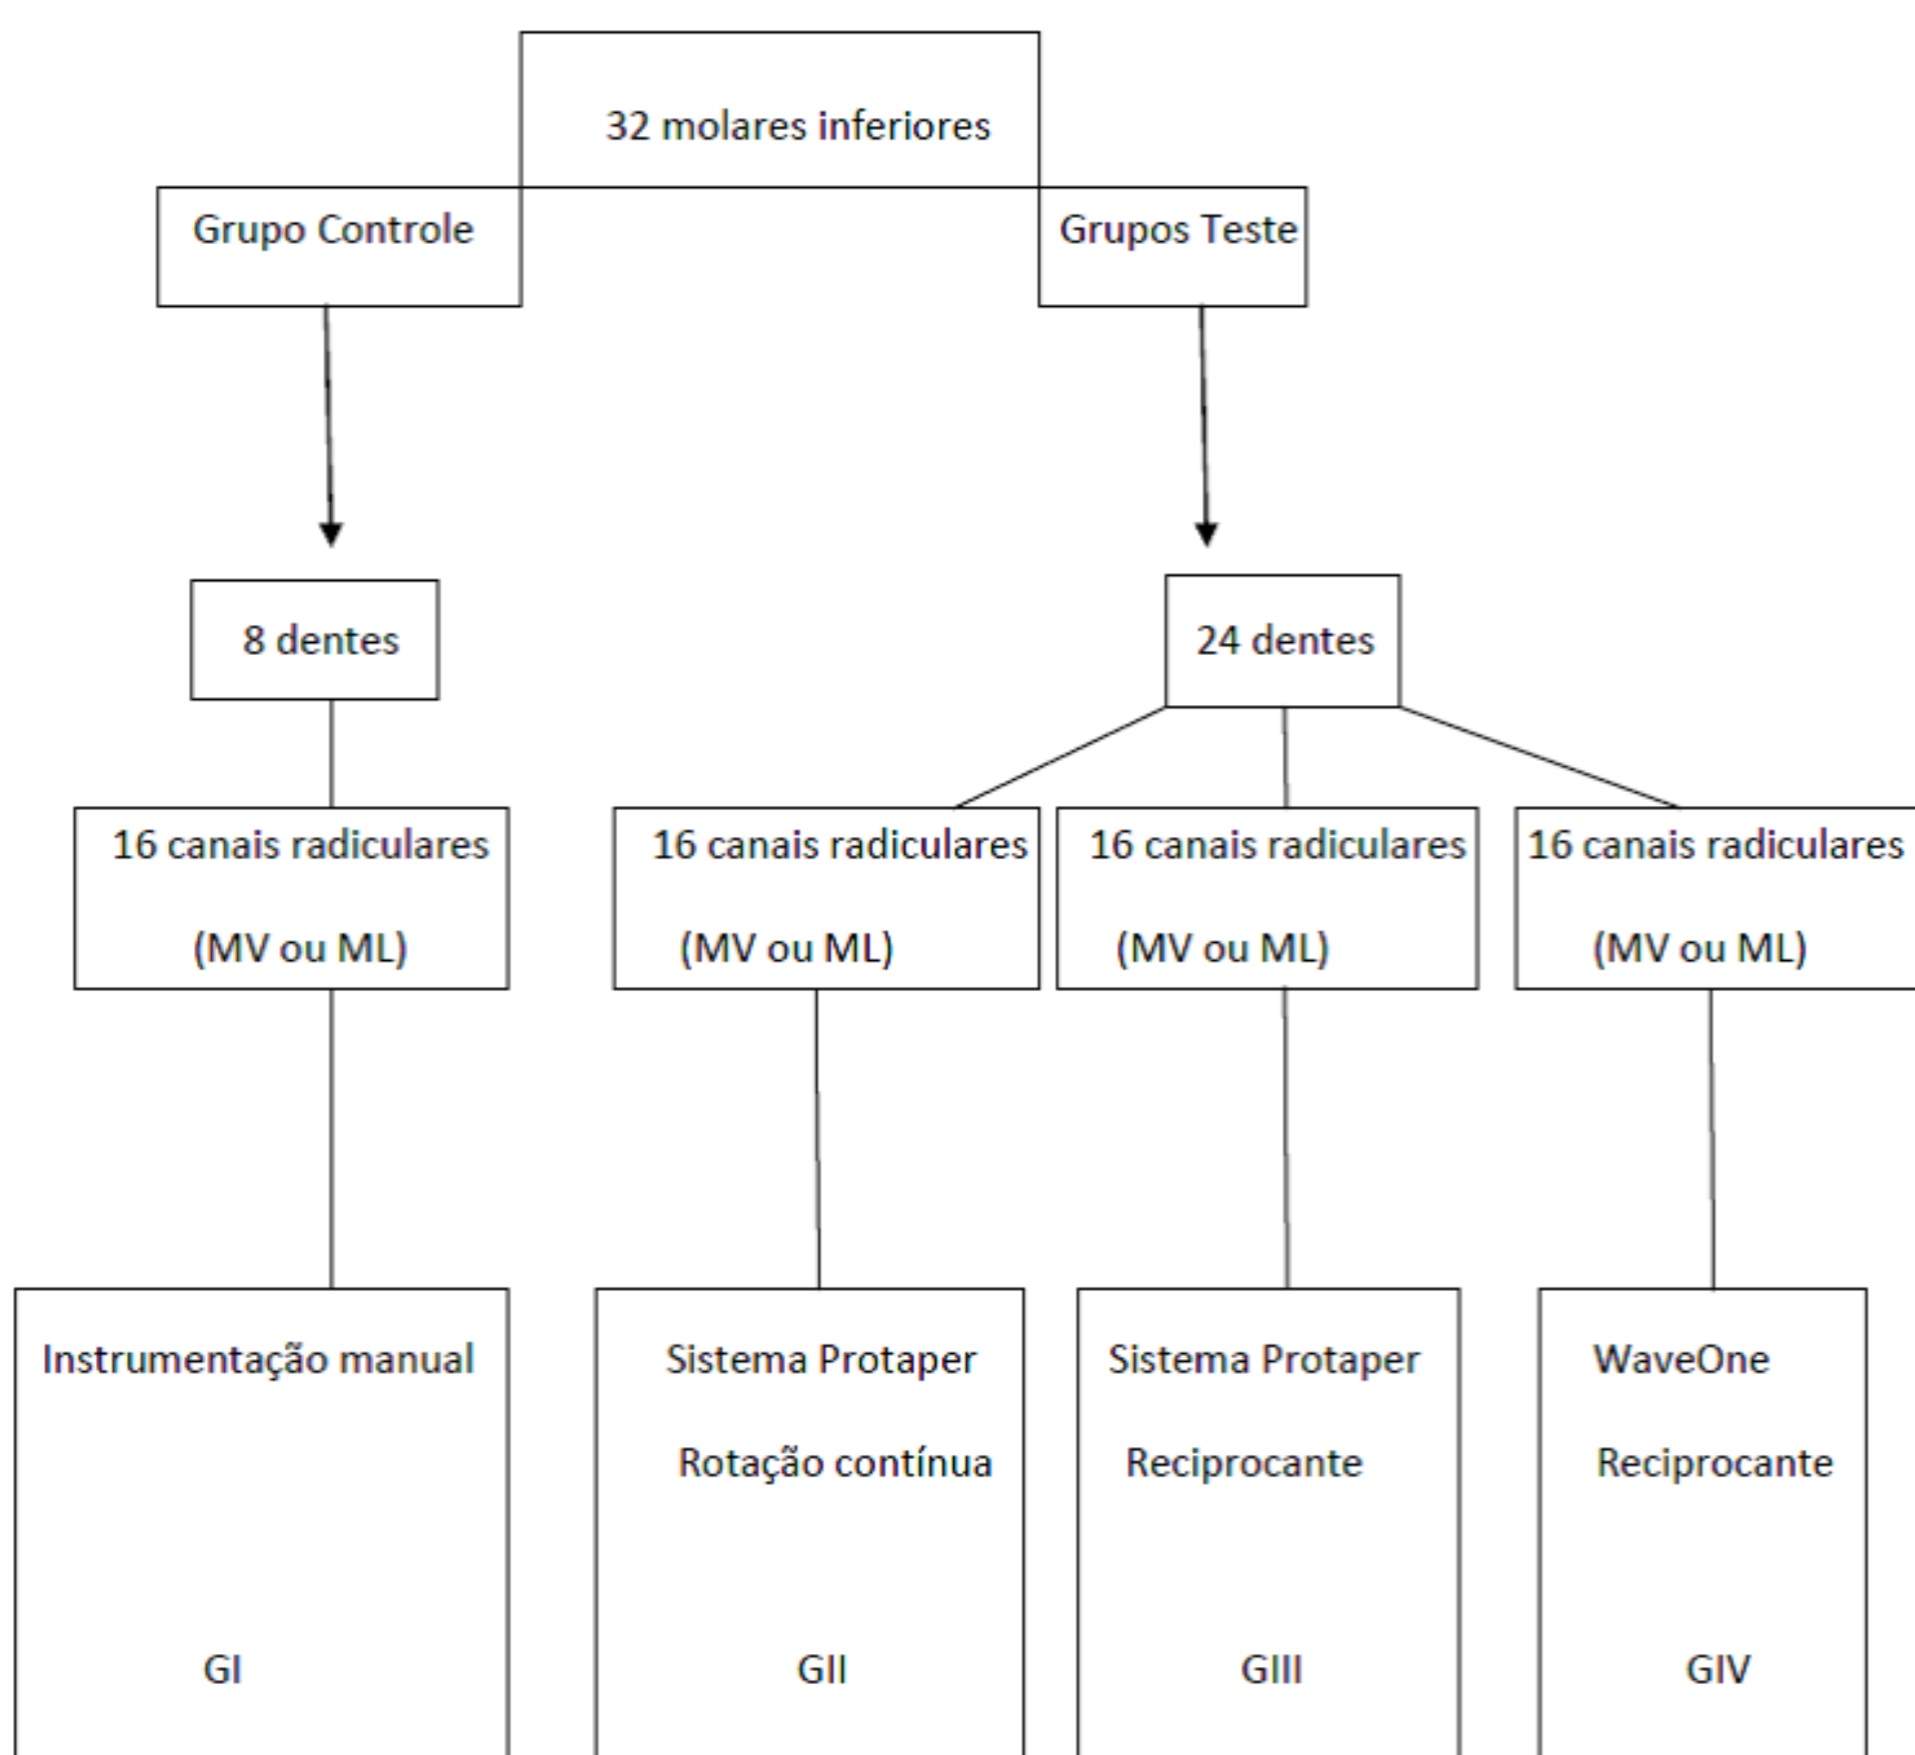 32 molares inferiores
Grupo Controle
Grupos Teste
8 dentes
24 dentes
16 canais radiculares
(MV ou ML)
16 canais radiculares
(MV ou ML)
16 canais radiculares
(MV ou ML)
16 canais radiculares
(MV ou ML)
Instrumentação manual
GI
Sistema Protaper
Rotação contínua
GII
Sistema Protaper
Reciprocante
GIII
WaveOne
Reciprocante
GIV